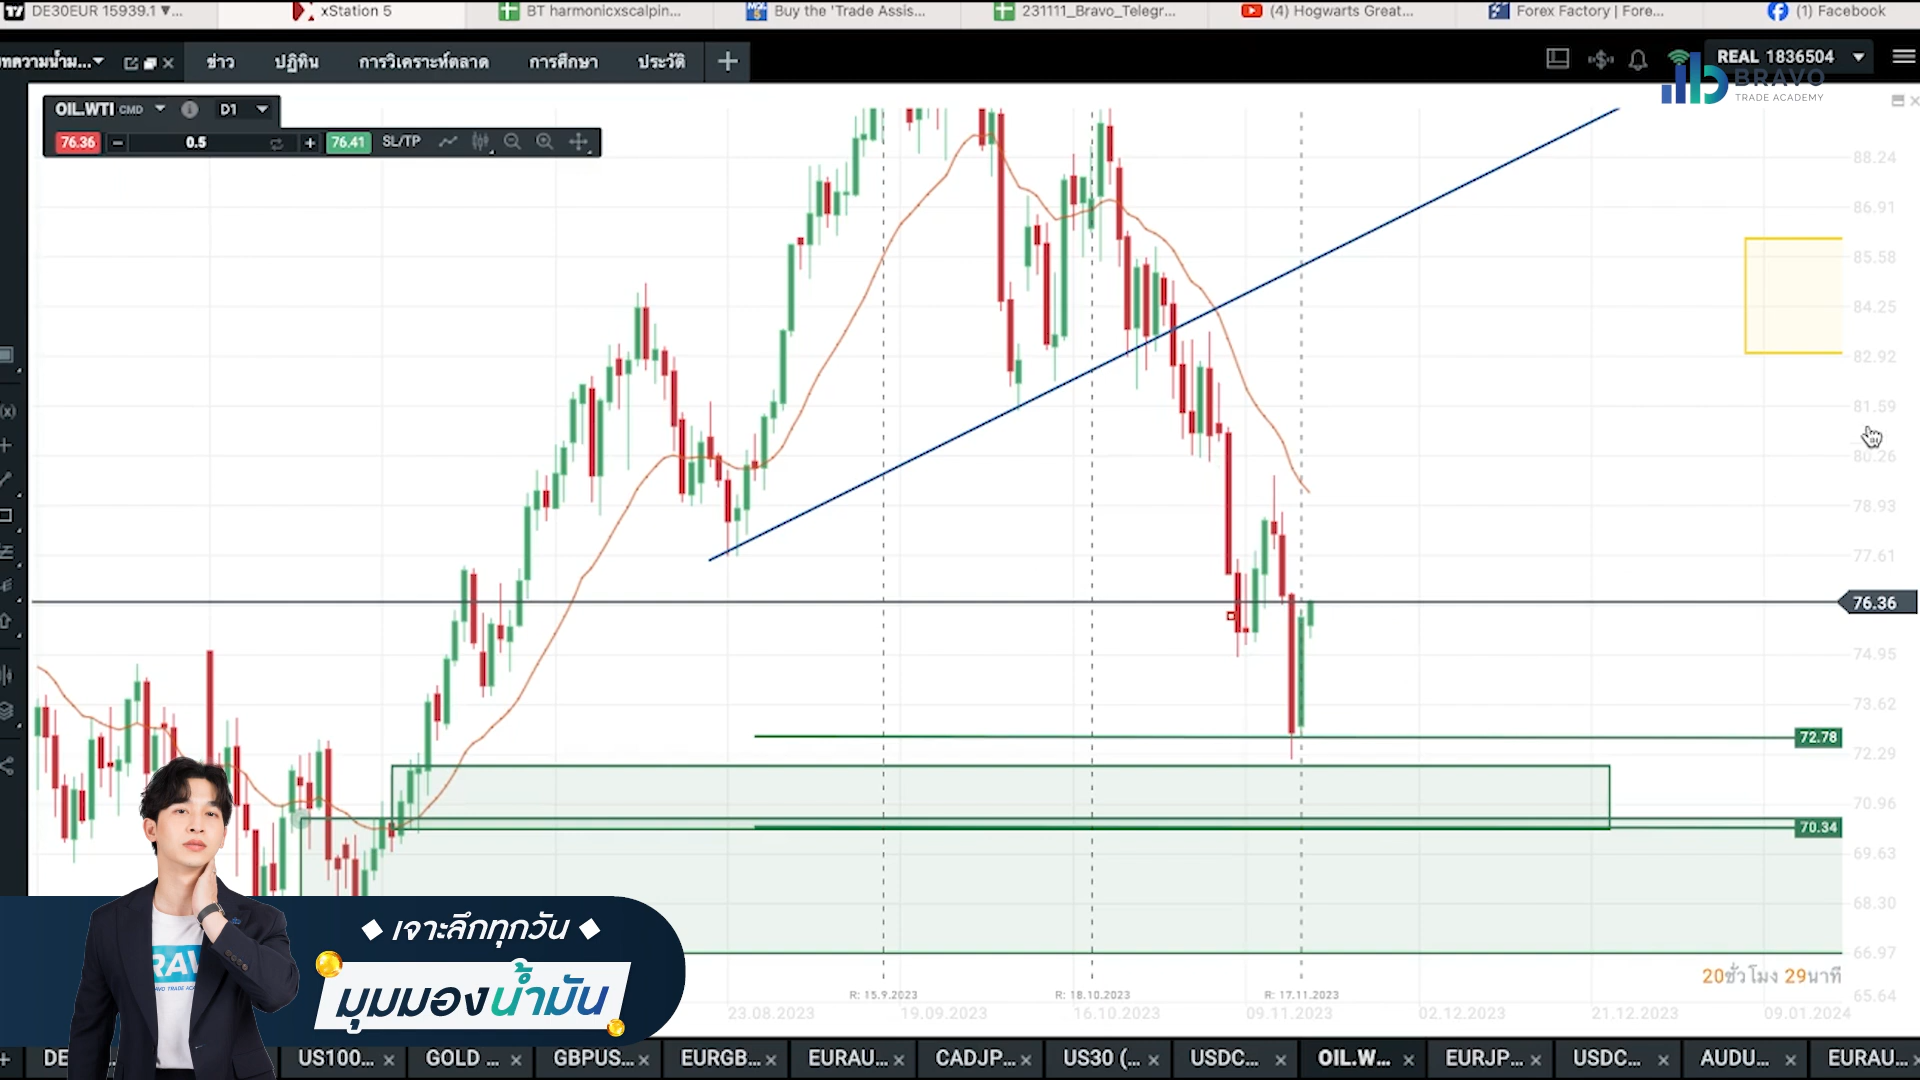 DE30EUR 15939.1 ▼...
xStation 5
BT harmonicxscalpin...
Buy the 'Trade Assis...
231111_Bravo_Telegr...
(4) Hogwarts Great...
Forex Factory | Fore...
(1) Facebook
ทความน้ำม...
ข่าว
ปฏิทิน
การวิเคราะห์ตลาด
การศึกษา
ประวัติ
REAL 1836504
BRAVO
TRADE ACADEMY
OIL.WTI CMD
D1
76.36
0.5
76.41
SL/TP
88.24
86.91
85.58
84.25
82.92
81.59
80.26
78.93
77.61
76.36
74.95
73.62
72.78
72.29
70.96
70.34
69.63
68.30
66.97
65.64
20ชั่วโมง 29นาที
R: 15.9.2023
R: 18.10.2023
R: 17.11.2023
23.08.2023
19.09.2023
16.10.2023
09.11.2023
02.12.2023
21.12.2023
09.01.2024
เจาะลึกทุกวัน
มุมมองน้ำมัน
DE
US100...
GOLD ...
GBPUS...
EURGB...
EURAU...
CADJP...
US30 (...
USDC...
OIL.W...
EURJP...
USDC...
AUDU...
EURAU...